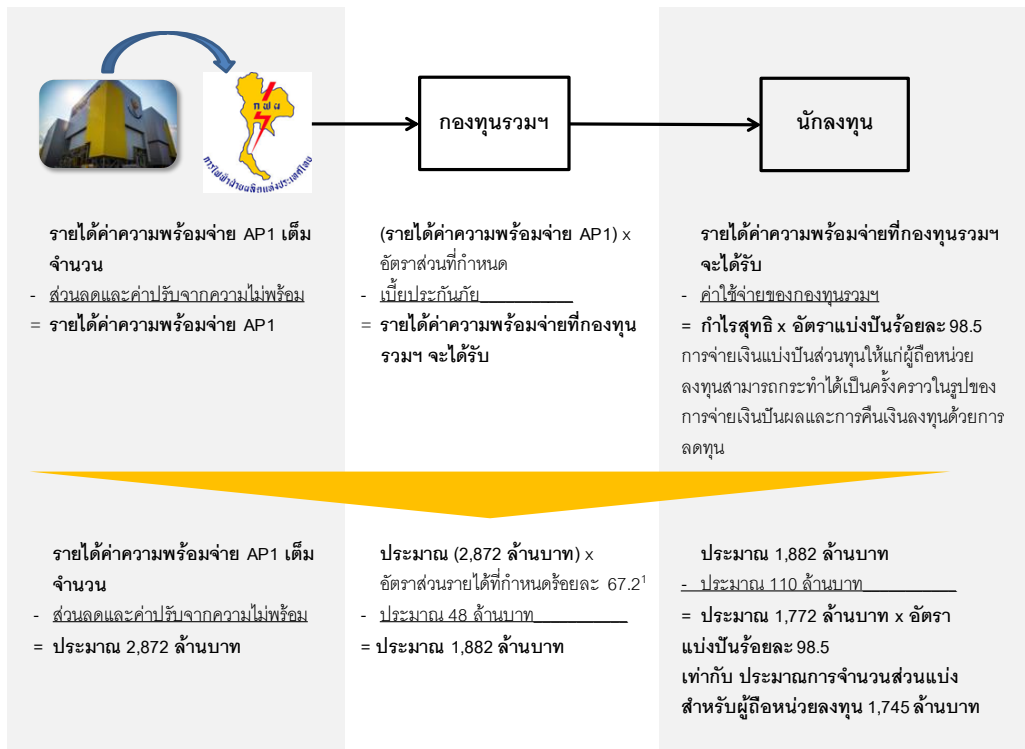 กฟผ
การไฟฟ้าฝ่ายผลิตแห่งประเทศไทย
กองทุนรวมฯ
นักลงทุน
รายได้ค่าความพร้อมจ่าย AP1 เต็ม
จำนวน
- ส่วนลดและค่าปรับจากความไม่พร้อม
= รายได้ค่าความพร้อมจ่าย AP1
(รายได้ค่าความพร้อมจ่าย AP1) x
อัตราส่วนที่กำหนด
- เบี้ยประกันภัย
= รายได้ค่าความพร้อมจ่ายที่กองทุน
รวมฯ จะได้รับ
รายได้ค่าความพร้อมจ่ายที่กองทุนรวมฯ
จะได้รับ
- ค่าใช้จ่ายของกองทุนรวมฯ
= กำไรสุทธิ x อัตราแบ่งปันร้อยละ 98.5
การจ่ายเงินแบ่งปันส่วนทุนให้แก่ผู้ถือหน่วย
ลงทุนสามารถกระทำได้เป็นครั้งคราวในรูปของ
การจ่ายเงินปันผลและการคืนเงินลงทุนด้วยการ
ลดทุน
รายได้ค่าความพร้อมจ่าย AP1 เต็ม
จำนวน
- ส่วนลดและค่าปรับจากความไม่พร้อม
= ประมาณ 2,872 ล้านบาท
ประมาณ (2,872 ล้านบาท) x
อัตราส่วนรายได้ที่กำหนดร้อยละ 67.2¹
- ประมาณ 48 ล้านบาท
= ประมาณ 1,882 ล้านบาท
ประมาณ 1,882 ล้านบาท
- ประมาณ 110 ล้านบาท
= ประมาณ 1,772 ล้านบาท x อัตรา
แบ่งปันร้อยละ 98.5
เท่ากับ ประมาณการจำนวนส่วนแบ่ง
สำหรับผู้ถือหน่วยลงทุน 1,745 ล้านบาท